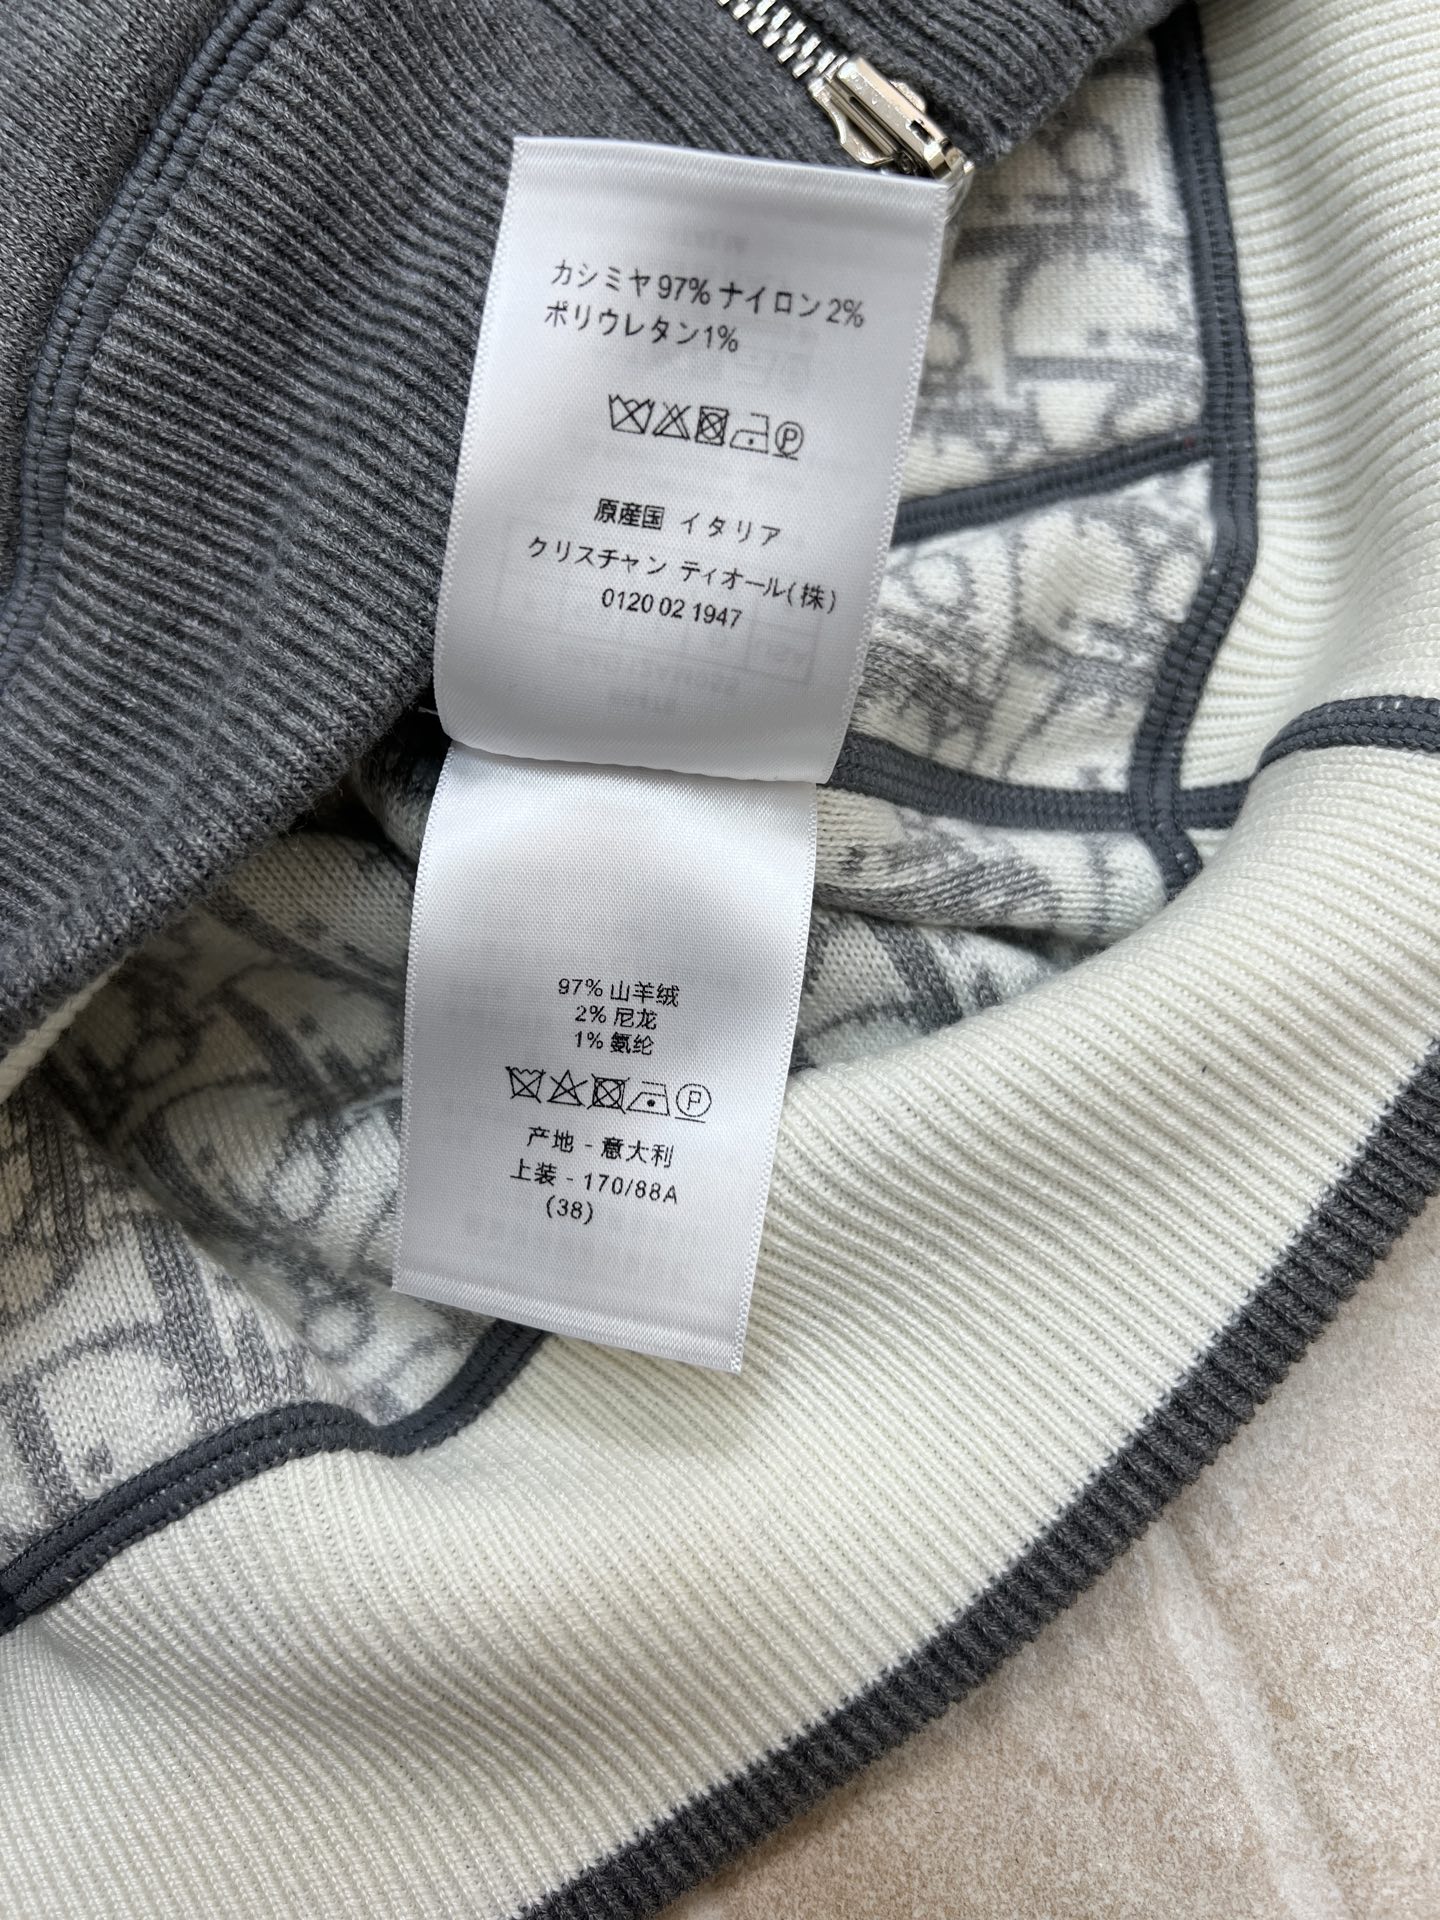 カシミヤ 97% ナイロン 2%
ポリウレタン1%
P
原産国 イタリア
クリスチャン ティオール(株)
0120 02 1947
97% 山羊绒
2% 尼龙
1% 氨纶
P
产地 - 意大利
上装 - 170/88A
(38)